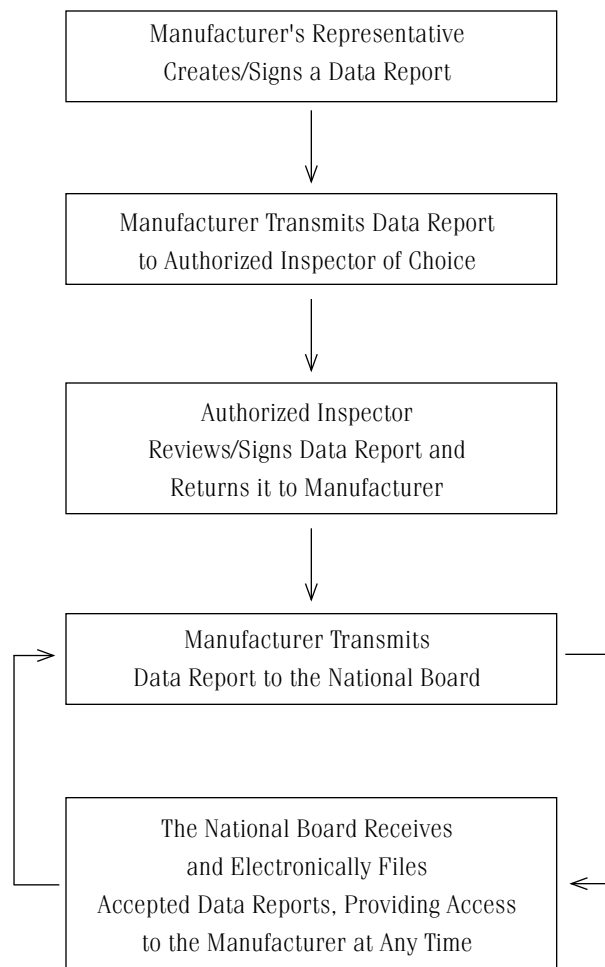 Manufacturer's Representative
Creates/Signs a Data Report
Manufacturer Transmits Data Report
to Authorized Inspector of Choice
Authorized Inspector
Reviews/Signs Data Report and
Returns it to Manufacturer
Manufacturer Transmits
Data Report to the National Board
The National Board Receives
and Electronically Files
Accepted Data Reports, Providing Access
to the Manufacturer at Any Time